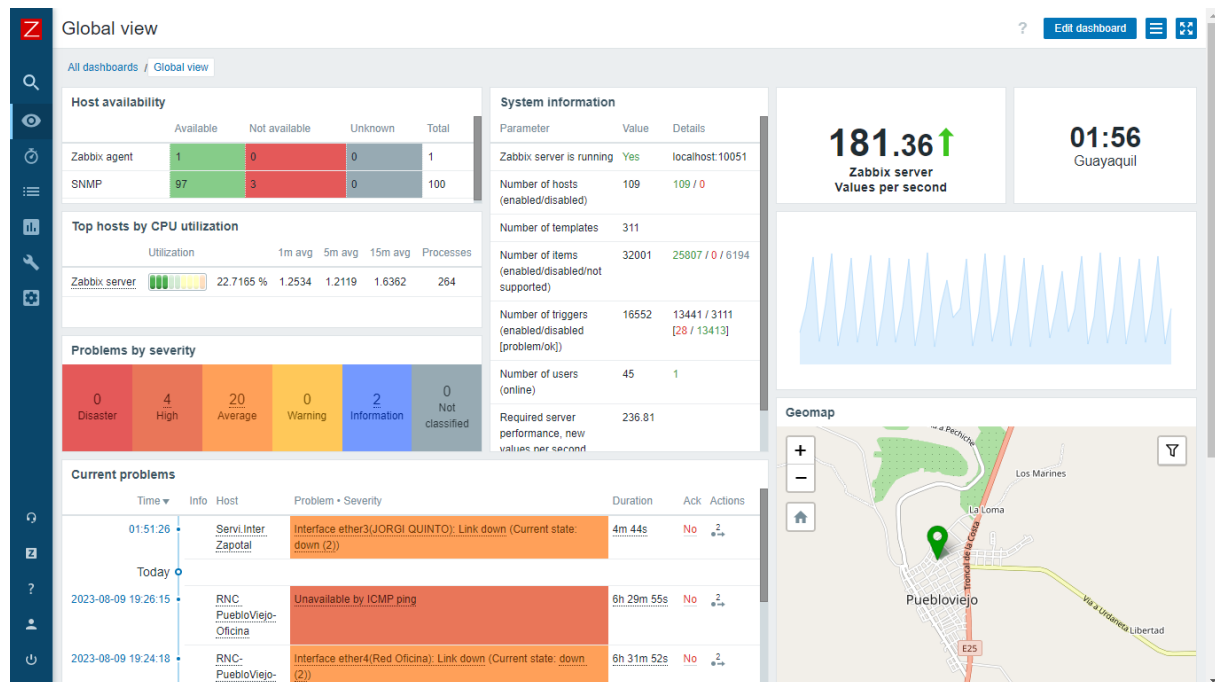 Z
Global view
?
Edit dashboard
All dashboards / Global view
Host availability
Available Not available Unknown Total
Zabbix agent 1 0 0 1
SNMP 97 3 0 100
Top hosts by CPU utilization
Utilization 1m avg 5m avg 15m avg Processes
Zabbix server 22.7165 % 1.2534 1.2119 1.6362 264
Problems by severity
0
Disaster
4
High
20
Average
0
Warning
2
Information
0
Not
classified
System information
Parameter Value Details
Zabbix server is running Yes localhost:10051
Number of hosts 109 109 / 0
(enabled/disabled)
Number of templates 311
Number of items 32001 25807 / 0 / 6194
(enabled/disabled/not
supported)
Number of triggers 16552 13441 / 3111
(enabled/disabled [28 / 13413]
[problem/ok])
Number of users 45 1
(online)
Required server 236.81
performance, new
values per second
181.36
Zabbix server
Values per second
01:56
Guayaquil
Geomap
+
−
Vía a Pechiche
Los Marines
La Loma
Troncal de la Costa
Puebloviejo
Vía a Urdaneta
Libertad
E25
Current problems
Time Info Host Problem • Severity Duration Ack Actions
01:51:26 Servi.Inter Interface ether3(JORGI QUINTO): Link down (Current state: 4m 44s No 2
Zapotal down (2))
Today
2023-08-09 19:26:15 RNC Unavailable by ICMP ping 6h 29m 55s No 2
PuebloViejo-
Oficina
2023-08-09 19:24:18 RNC- Interface ether4(Red Oficina): Link down (Current state: down 6h 31m 52s No 2
PuebloViejo- (2))
Z
?